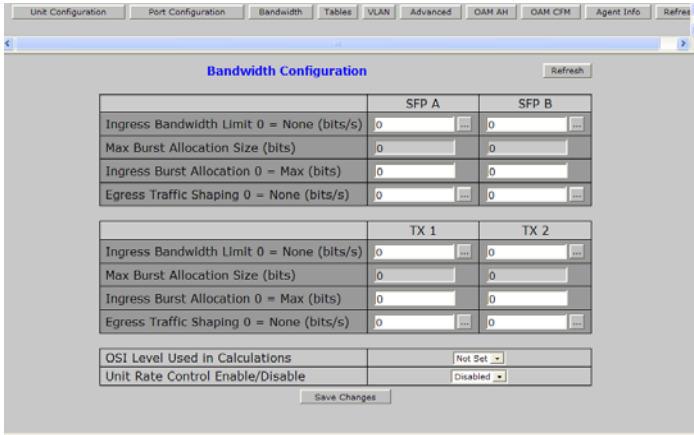 Unit Configuration Port Configuration Bandwidth Tables VLAN Advanced OAM AH OAM CFM Agent Info Refres
Bandwidth Configuration Refresh
SFP A SFP B
Ingress Bandwidth Limit 0 = None (bits/s) 0 ... 0 ...
Max Burst Allocation Size (bits) 0 0
Ingress Burst Allocation 0 = Max (bits) 0 0
Egress Traffic Shaping 0 = None (bits/s) 0 ... 0 ...
TX 1 TX 2
Ingress Bandwidth Limit 0 = None (bits/s) 0 ... 0 ...
Max Burst Allocation Size (bits) 0 0
Ingress Burst Allocation 0 = Max (bits) 0 0
Egress Traffic Shaping 0 = None (bits/s) 0 ... 0 ...
OSI Level Used in Calculations Not Set
Unit Rate Control Enable/Disable Disabled
Save Changes